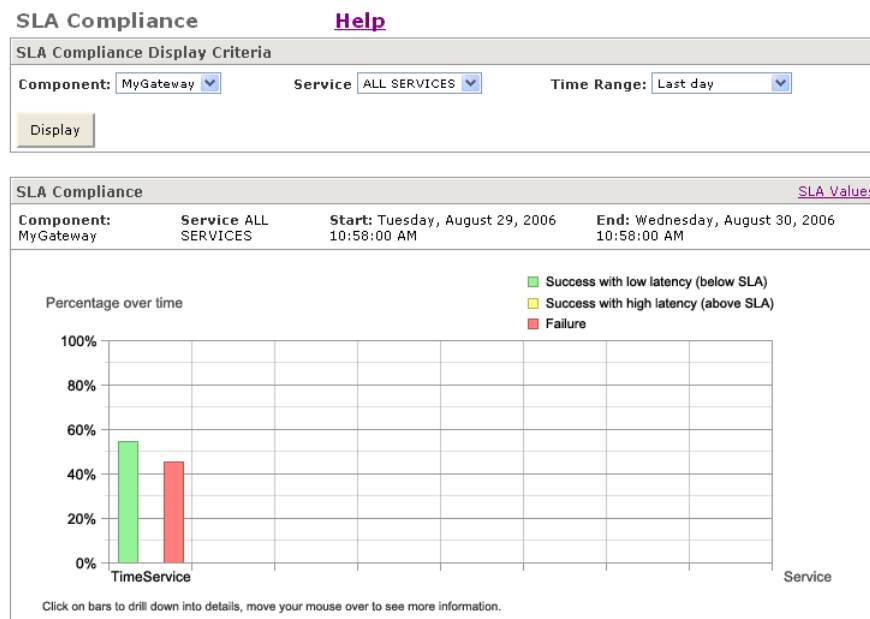 SLA Compliance Help
SLA Compliance Display Criteria
Component: MyGateway Service ALL SERVICES Time Range: Last day
Display
SLA Compliance SLA Values
Component: MyGateway Service ALL SERVICES Start: Tuesday, August 29, 2006 10:58:00 AM End: Wednesday, August 30, 2006 10:58:00 AM
Success with low latency (below SLA)
Success with high latency (above SLA)
Failure
Percentage over time
100%
80%
60%
40%
20%
0%
TimeService
Service
Click on bars to drill down into details, move your mouse over to see more information.